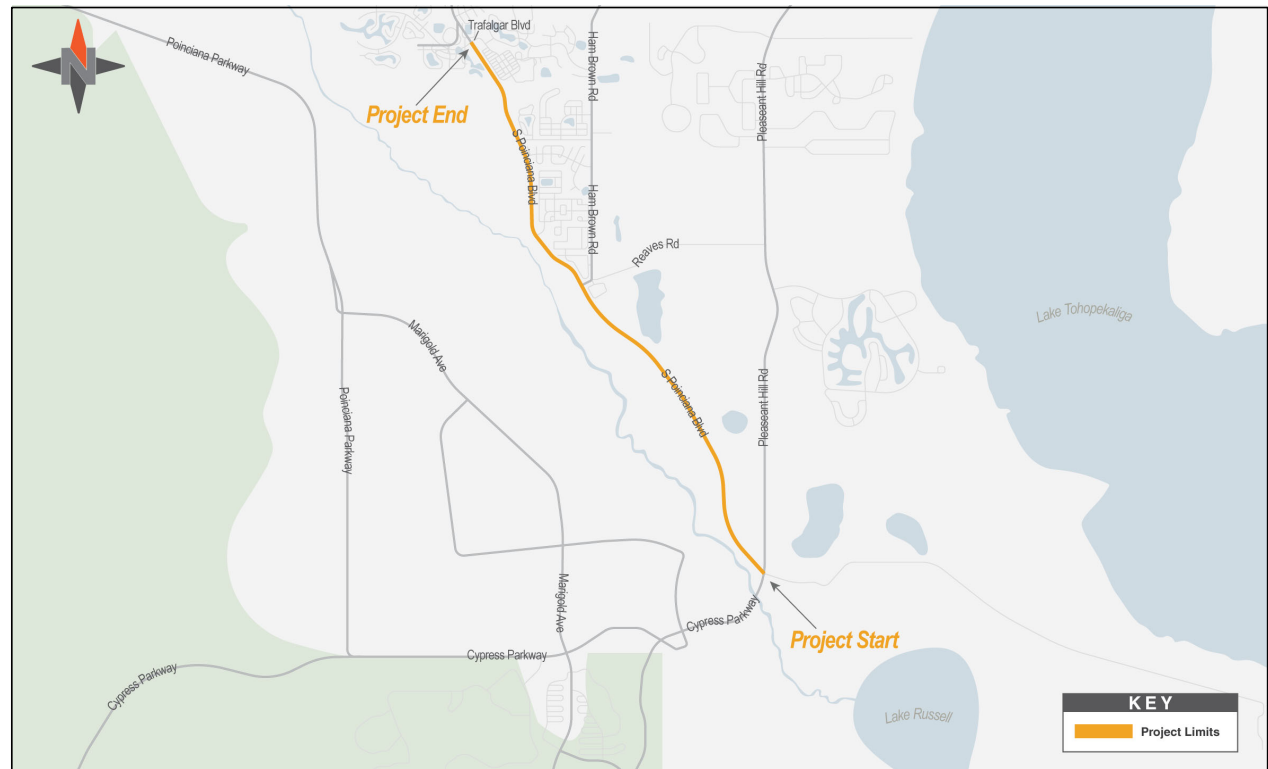 Trafalgar Blvd
Poinciana Parkway
N
Ham Brown Rd
Pleaseant Hill Rd
Project End
S Poinciana Blvd
Ham Brown Rd
Reaves Rd
Lake Tohopekaliga
Marigold Ave
Poinciana Parkway
S Poinciana Blvd
Pleaseant Hill Rd
Marigold Ave
Cypress Parkway
Project Start
Cypress Parkway
Cypress Parkway
Lake Russell
KEY
Project Limits